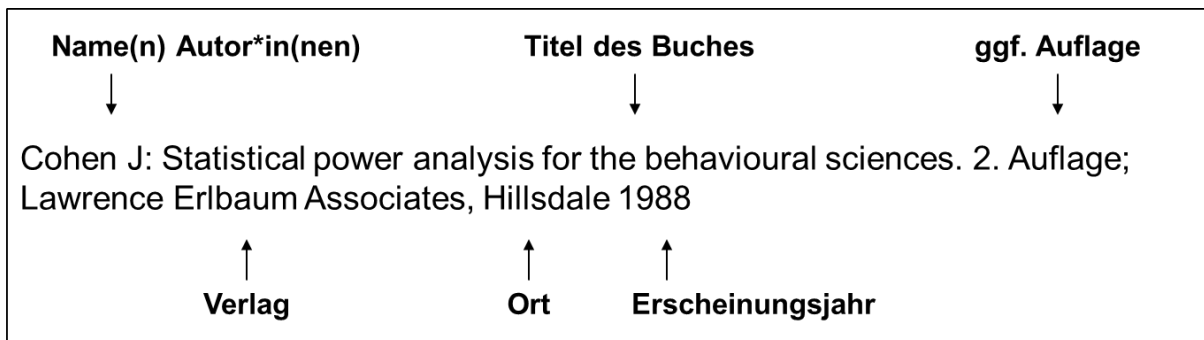 Name(n) Autor*in(nen) Titel des Buches ggf. Auflage
Cohen J: Statistical power analysis for the behavioural sciences. 2. Auflage;
Lawrence Erlbaum Associates, Hillsdale 1988
Verlag Ort Erscheinungsjahr